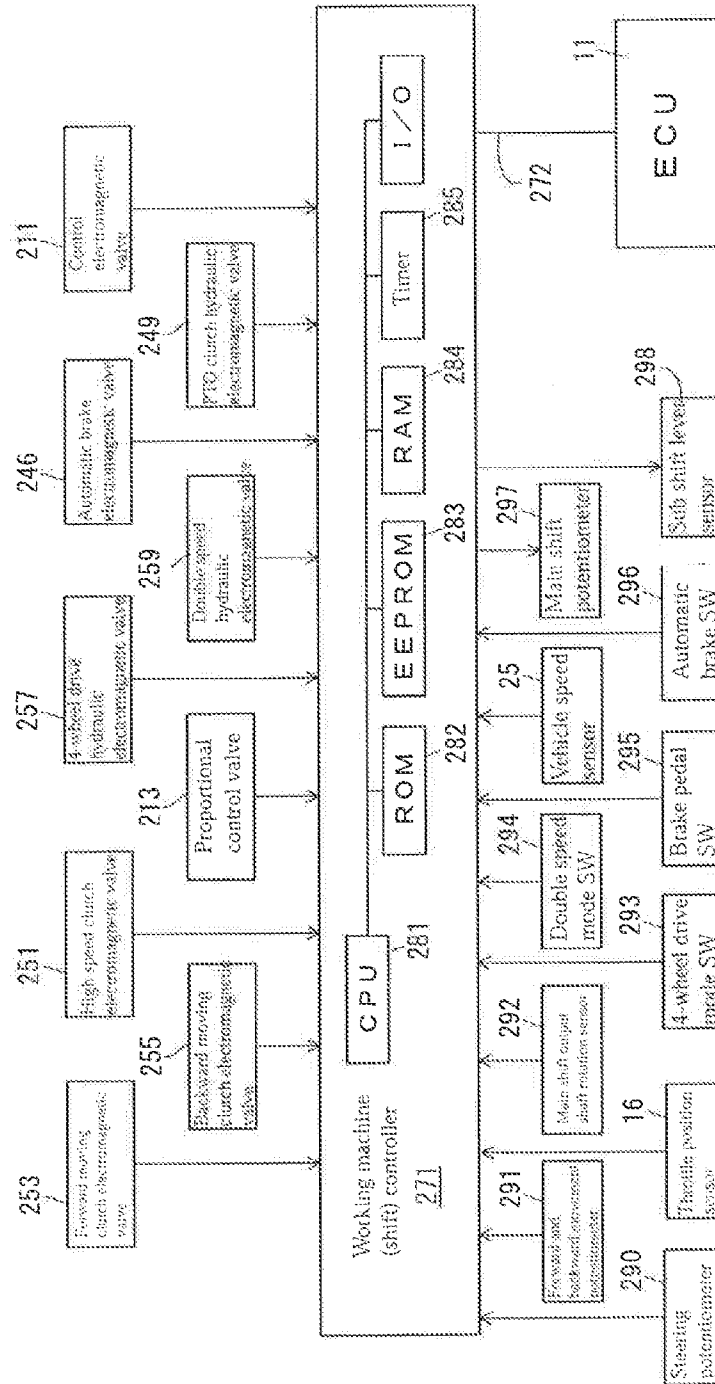 253
Forward moving
clutch electromagnetic
valve
251
High speed clutch
electromagnetic valve
257
4-wheel drive
hydraulic
electromagnetic valve
246
Automatic brake
electromagnetic valve
211
Control
electromagnetic
valve
255
Backward moving
clutch electromagnetic
valve
213
Proportional
control valve
259
Double speed
hydraulic
electromagnetic valve
249
PTO clutch hydraulic
electromagnetic valve
Working machine
(shift) controller
271
CPU
281
ROM
282
EEPROM
283
RAM
284
Timer
285
I/O
291
Forward and
backward movement
potentiometer
292
Main shift output
shaft rotation sensor
294
Double speed
mode SW
25
Vehicle speed
sensor
297
Main shift
potentiometer
272
290
Steering
potentiometer
16
Throttle position
sensor
293
4-wheel drive
mode SW
295
Brake pedal
SW
296
Automatic
brake SW
298
Sub shift lever
sensor
11
ECU